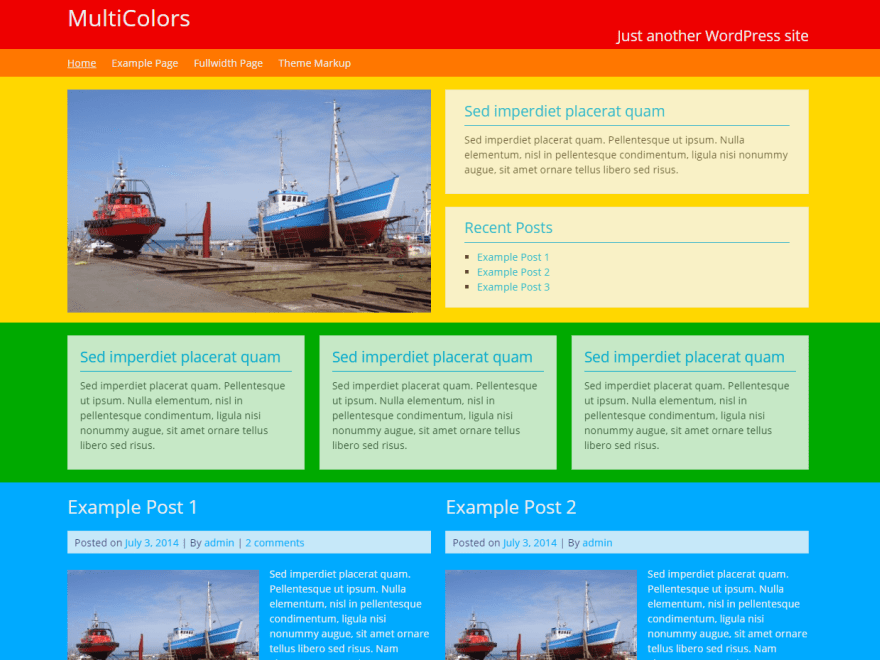 MultiColors
Just another WordPress site
Home Example Page Fullwidth Page Theme Markup
Sed imperdiet placerat quam
Sed imperdiet placerat quam. Pellentesque ut ipsum. Nulla
elementum, nisl in pellentesque condimentum, ligula nisi nonummy
augue, sit amet ornare tellus libero sed risus.
Recent Posts
Example Post 1
Example Post 2
Example Post 3
Sed imperdiet placerat quam
Sed imperdiet placerat quam. Pellentesque
ut ipsum. Nulla elementum, nisl in
pellentesque condimentum, ligula nisi
nonummy augue, sit amet ornare tellus
libero sed risus.
Sed imperdiet placerat quam
Sed imperdiet placerat quam. Pellentesque
ut ipsum. Nulla elementum, nisl in
pellentesque condimentum, ligula nisi
nonummy augue, sit amet ornare tellus
libero sed risus.
Sed imperdiet placerat quam
Sed imperdiet placerat quam. Pellentesque
ut ipsum. Nulla elementum, nisl in
pellentesque condimentum, ligula nisi
nonummy augue, sit amet ornare tellus
libero sed risus.
Example Post 1
Posted on July 3, 2014 | By admin | 2 comments
Sed imperdiet placerat quam.
Pellentesque ut ipsum. Nulla
elementum, nisl in pellentesque
condimentum, ligula nisi
nonummy augue, sit amet ornare
tellus libero sed risus. Nam
Example Post 2
Posted on July 3, 2014 | By admin
Sed imperdiet placerat quam.
Pellentesque ut ipsum. Nulla
elementum, nisl in pellentesque
condimentum, ligula nisi
nonummy augue, sit amet ornare
tellus libero sed risus. Nam